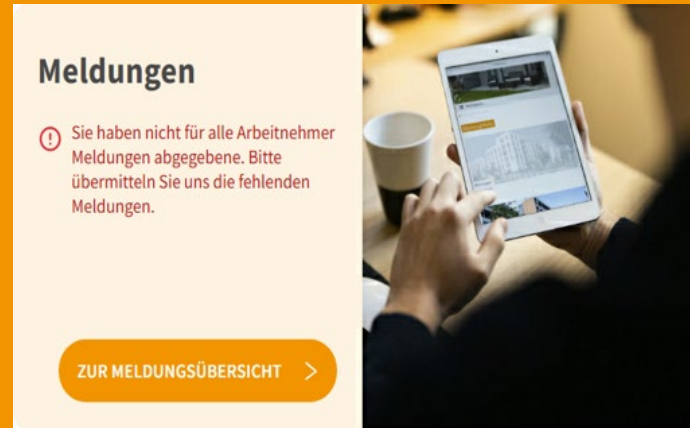 Meldungen
Sie haben nicht für alle Arbeitnehmer
Meldungen abgegebene. Bitte
übermitteln Sie uns die fehlenden
Meldungen.
ZUR MELDUNGSÜBERSICHT